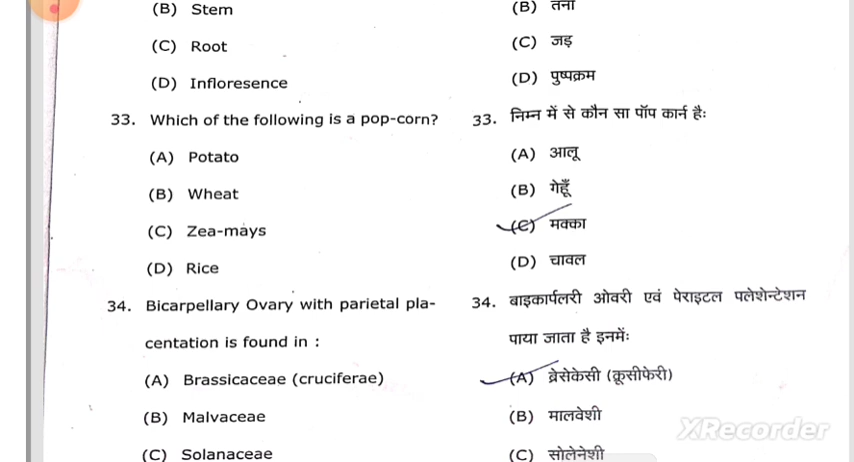 (B) Stem
(C) Root
(D) Infloresence
33. Which of the following is a pop-corn?
(A) Potato
(B) Wheat
(C) Zea-mays
(D) Rice
34. Bicarpellary Ovary with parietal pla-
centation is found in :
(A) Brassicaceae (cruciferae)
(B) Malvaceae
(C) Solanaceae
(B) तना
(C) जड़
(D) पुष्पक्रम
33. निम्न में से कौन सा पॉप कार्न है:
(A) आलू
(B) गेहूँ
(C) मक्का
(D) चावल
34. बाइकार्पलरी ओवरी एवं पेराइटल पलेशेन्टेशन
पाया जाता है इनमें:
(A) ब्रेसेकेसी (क्रूसीफेरी)
(B) मालवेशी
(C) सोलेनेशी
XRecorder